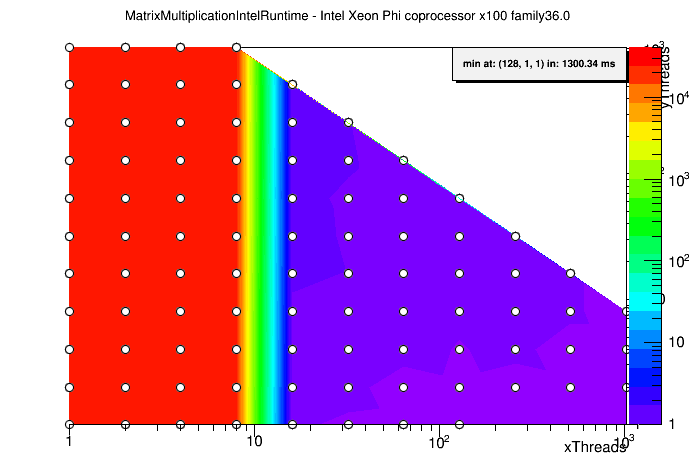 MatrixMultiplicationIntelRuntime - Intel Xeon Phi coprocessor x100 family36.0
min at: (128, 1, 1) in: 1300.34 ms
10³
yThreads
10⁴
10³
10²
10
1
1
10
10²
10³
xThreads